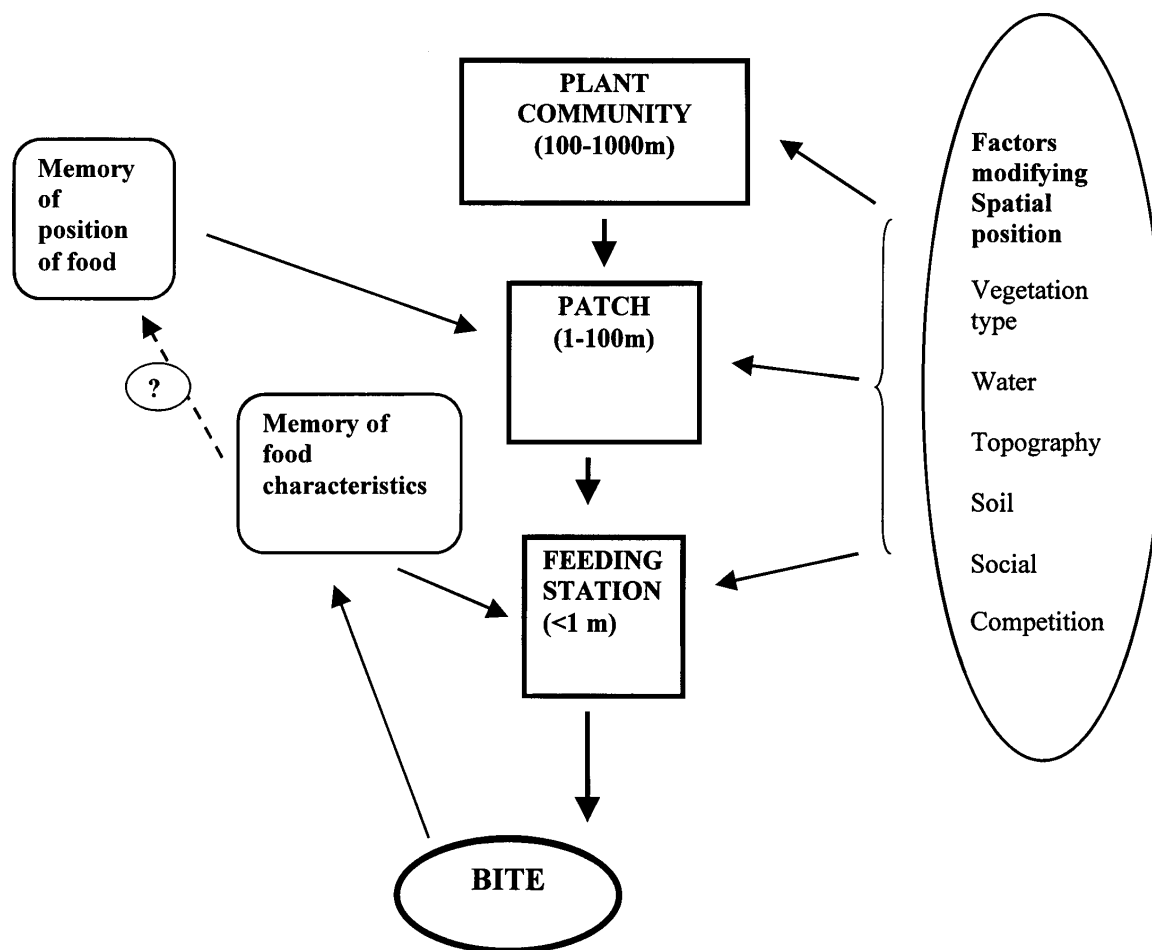 PLANT
COMMUNITY
(100-1000m)
Memory
of
position
of food
Factors
modifying
Spatial
position
Vegetation
type
Water
Topography
Soil
Social
Competition
PATCH
(1-100m)
?
Memory of
food
characteristics
FEEDING
STATION
(<1 m)
BITE